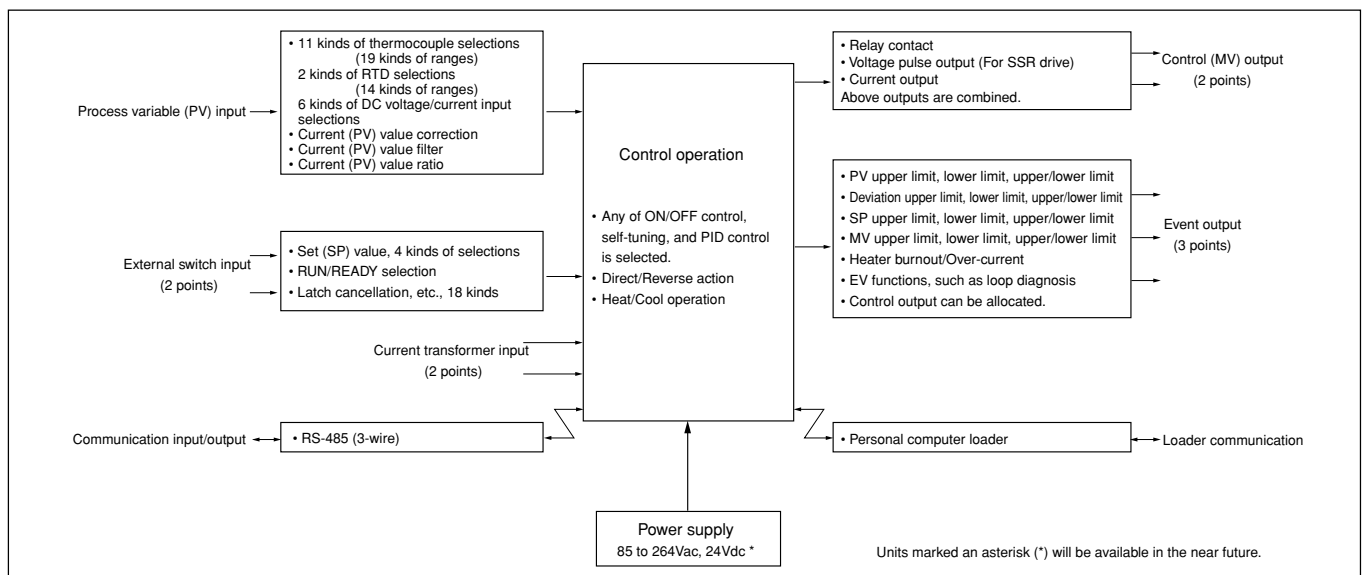 Process variable (PV) input
• 11 kinds of thermocouple selections
(19 kinds of ranges)
2 kinds of RTD selections
(14 kinds of ranges)
6 kinds of DC voltage/current input
selections
• Current (PV) value correction
• Current (PV) value filter
• Current (PV) value ratio
External switch input
(2 points)
• Set (SP) value, 4 kinds of selections
• RUN/READY selection
• Latch cancellation, etc., 18 kinds
Current transformer input
(2 points)
Communication input/output
• RS-485 (3-wire)
Control operation
• Any of ON/OFF control,
self-tuning, and PID control
is selected.
• Direct/Reverse action
• Heat/Cool operation
Power supply
85 to 264Vac, 24Vdc *
• Relay contact
• Voltage pulse output (For SSR drive)
• Current output
Above outputs are combined.
Control (MV) output
(2 points)
• PV upper limit, lower limit, upper/lower limit
• Deviation upper limit, lower limit, upper/lower limit
• SP upper limit, lower limit, upper/lower limit
• MV upper limit, lower limit, upper/lower limit
• Heater burnout/Over-current
• EV functions, such as loop diagnosis
• Control output can be allocated.
Event output
(3 points)
• Personal computer loader
Loader communication
Units marked an asterisk (*) will be available in the near future.